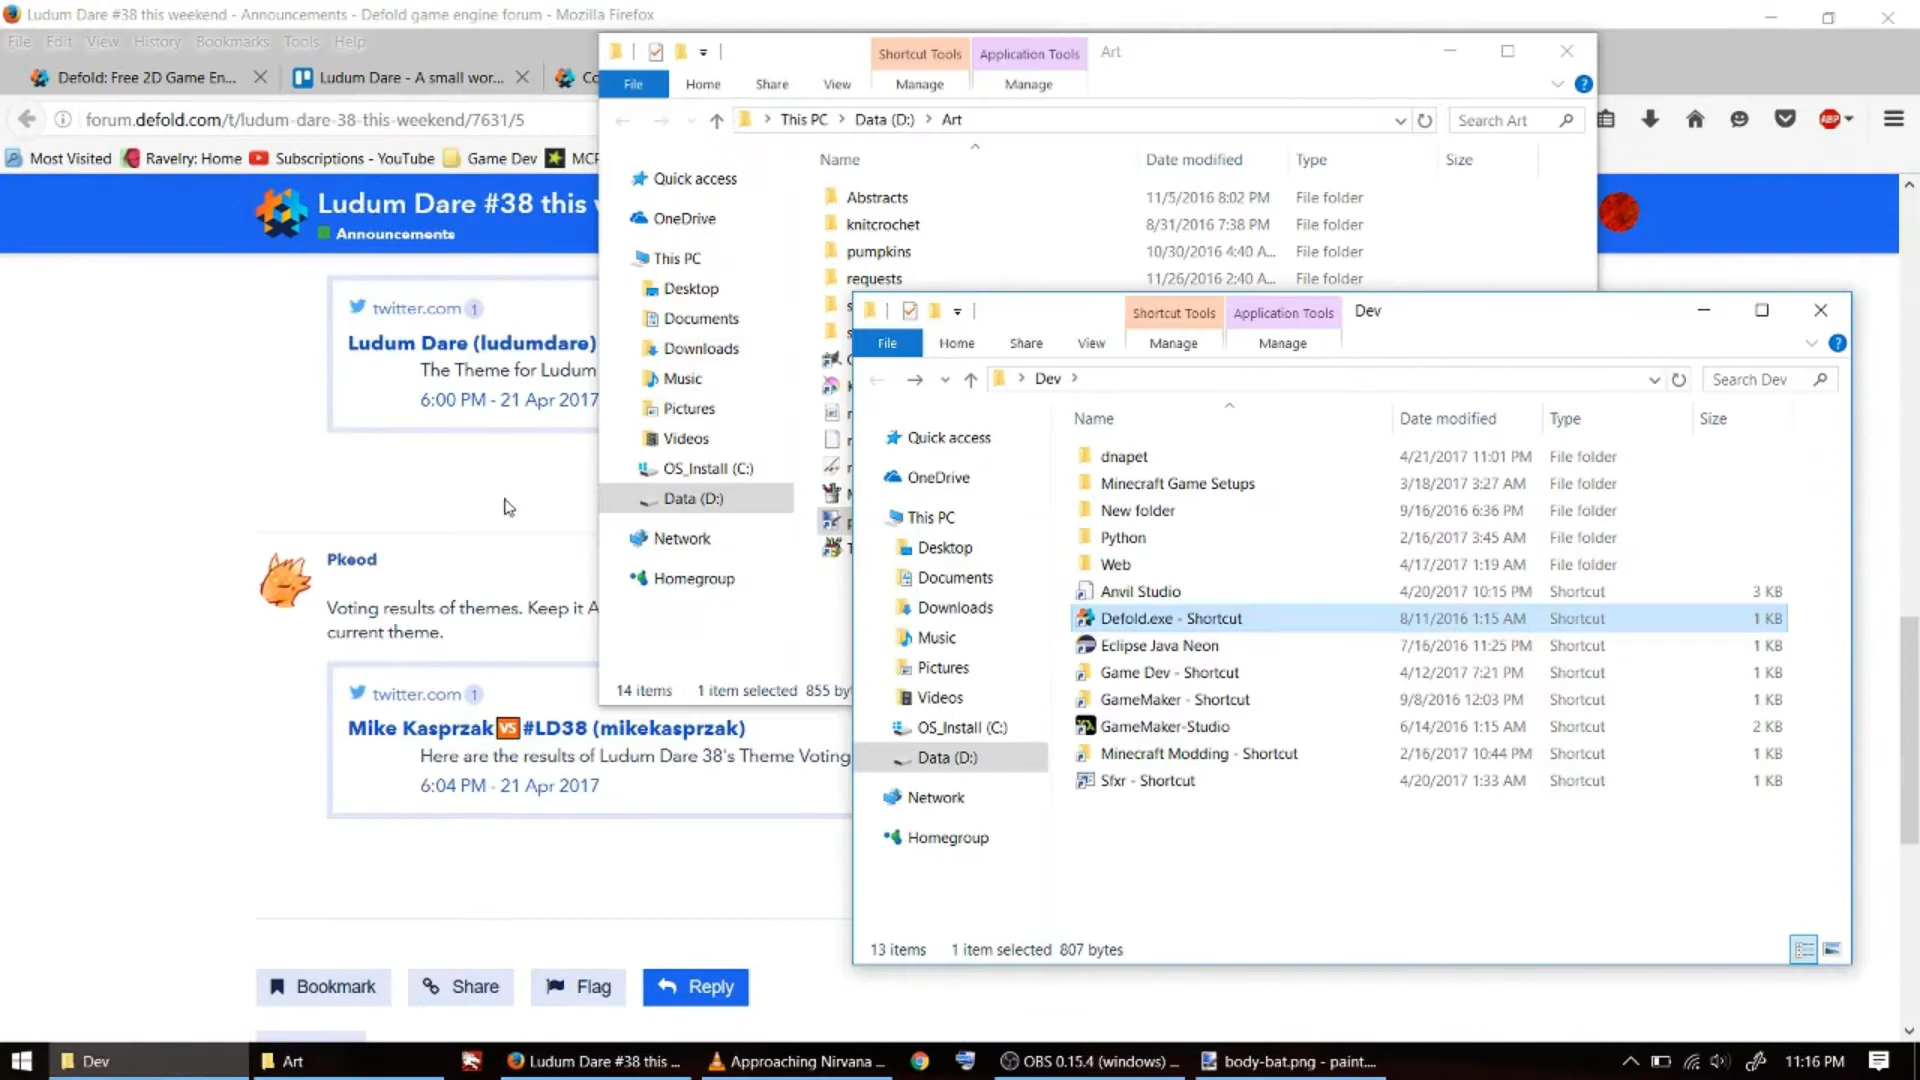 Ludum Dare #38 this weekend - Announcements - Defold game engine forum - Mozilla Firefox
File Edit View History Bookmarks Tools Help
Defold: Free 2D Game En...
Ludum Dare - A small wor...
forum.defold.com/t/ludum-dare-38-this-weekend/7631/5
ABP
Most Visited
Ravelry: Home
Subscriptions - YouTube
Game Dev
Ludum Dare #38 this
Announcements
twitter.com 1
Ludum Dare (ludumdare)
The Theme for Ludum
6:00 PM - 21 Apr 2017
Pkeod
Voting results of themes. Keep it
current theme.
twitter.com 1
Mike Kasprzak VS #LD38 (mikekasprzak)
Here are the results of Ludum Dare 38's Theme Voting
6:04 PM - 21 Apr 2017
Bookmark
Share
Flag
Reply
Shortcut Tools
Application Tools
Art
File
Home
Share
View
Manage
Manage
This PC > Data (D:) > Art
Search Art
Name
Date modified
Type
Size
Quick access
OneDrive
This PC
Desktop
Documents
Downloads
Music
Pictures
Videos
OS_Install (C:)
Data (D:)
Network
Homegroup
Abstracts 11/5/2016 8:02 PM File folder
knitcrochet 8/31/2016 7:38 PM File folder
pumpkins 10/30/2016 4:40 A... File folder
requests 11/26/2016 2:40 A... File folder
14 items 1 item selected 855 by
Shortcut Tools
Application Tools
Dev
File
Home
Share
View
Manage
Manage
> Dev >
Search Dev
Name
Date modified
Type
Size
Quick access
OneDrive
This PC
Desktop
Documents
Downloads
Music
Pictures
Videos
OS_Install (C:)
Data (D:)
Network
Homegroup
dnapet 4/21/2017 11:01 PM File folder
Minecraft Game Setups 3/18/2017 3:27 AM File folder
New folder 9/16/2016 6:36 PM File folder
Python 2/16/2017 3:45 AM File folder
Web 4/17/2017 1:19 AM File folder
Anvil Studio 4/20/2017 10:15 PM Shortcut 3 KB
Defold.exe - Shortcut 8/11/2016 1:15 AM Shortcut 1 KB
Eclipse Java Neon 7/16/2016 11:25 PM Shortcut 1 KB
Game Dev - Shortcut 4/12/2017 7:21 PM Shortcut 1 KB
GameMaker - Shortcut 9/8/2016 12:03 PM Shortcut 1 KB
GameMaker-Studio 6/14/2016 1:15 AM Shortcut 2 KB
Minecraft Modding - Shortcut 2/16/2017 10:44 PM Shortcut 1 KB
Sfxr - Shortcut 4/20/2017 1:33 AM Shortcut 1 KB
13 items 1 item selected 807 bytes
Dev
Art
Ludum Dare #38 this ...
Approaching Nirvana ...
OBS 0.15.4 (windows) ...
body-bat.png - paint....
11:16 PM